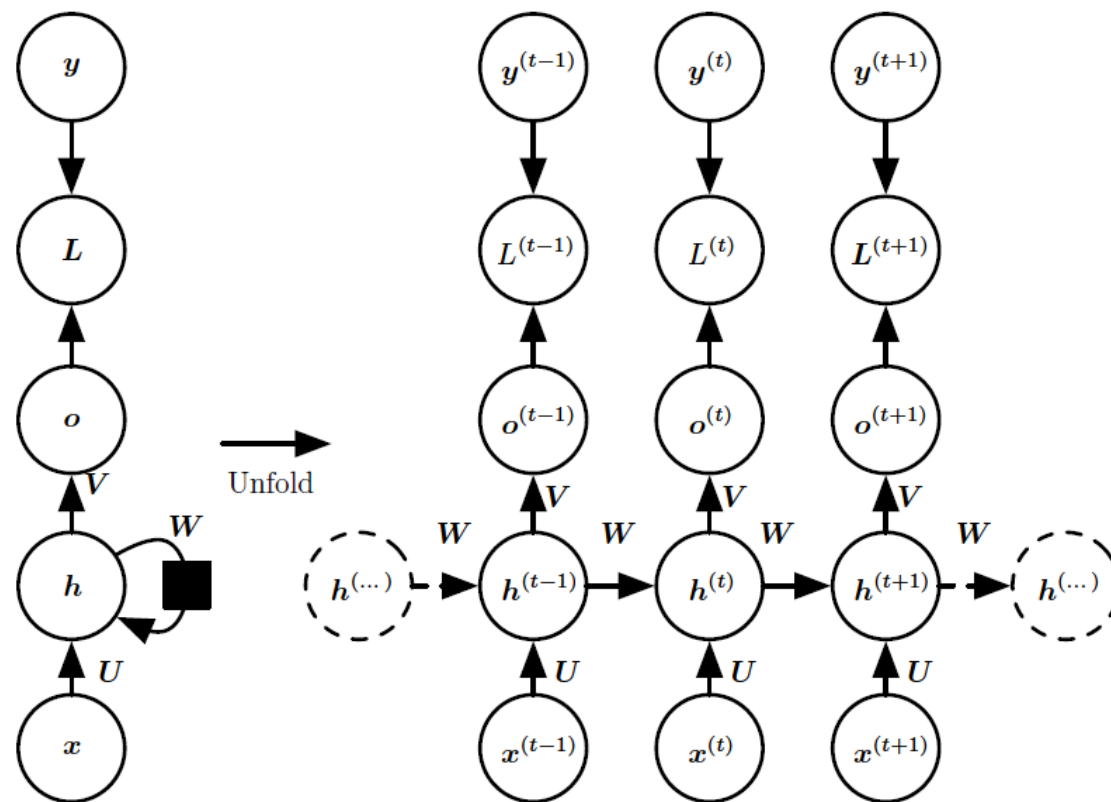 y y^(t−1) y^(t) y^(t+1)
L L^(t−1) L^(t) L^(t+1)
o o^(t−1) o^(t) o^(t+1)
Unfold
V V V V
W W W W W
h h^(...) h^(t−1) h^(t) h^(t+1) h^(...)
U U U U
x x^(t−1) x^(t) x^(t+1)